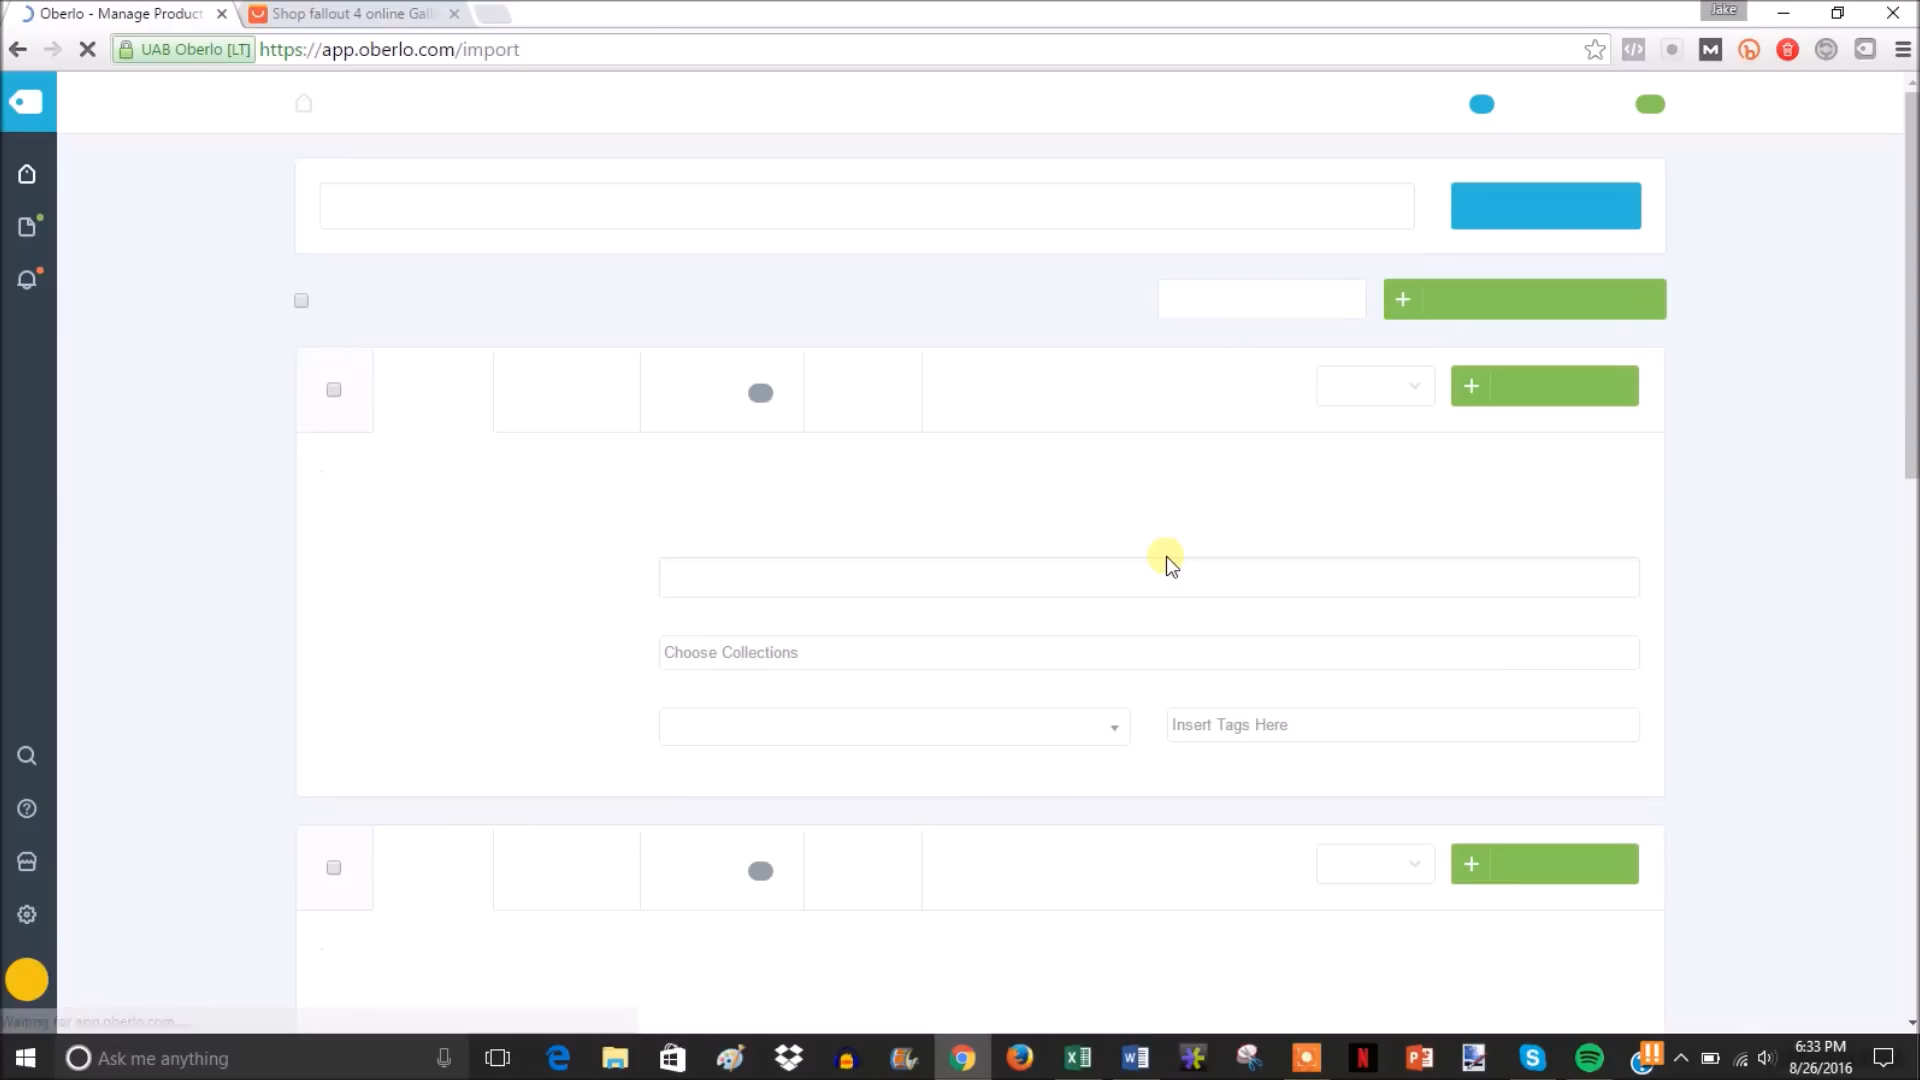 Oberlo - Manage Product
Shop fallout 4 online Gall
Jake
UAB Oberlo [LT]
https://app.oberlo.com/import
Choose Collections
Insert Tags Here
Waiting for app.oberlo.com...
Ask me anything
6:33 PM
8/26/2016